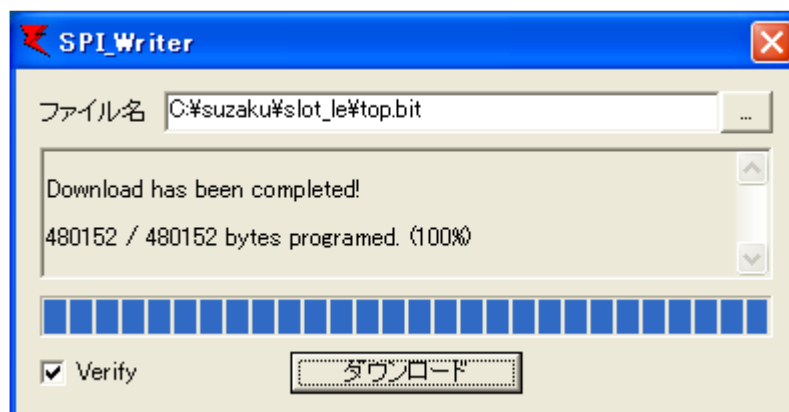 SPI_Writer
ファイル名 C:¥suzaku¥slot_le¥top.bit ...
Download has been completed!
480152 / 480152 bytes programed. (100%)
Verify ダウンロード